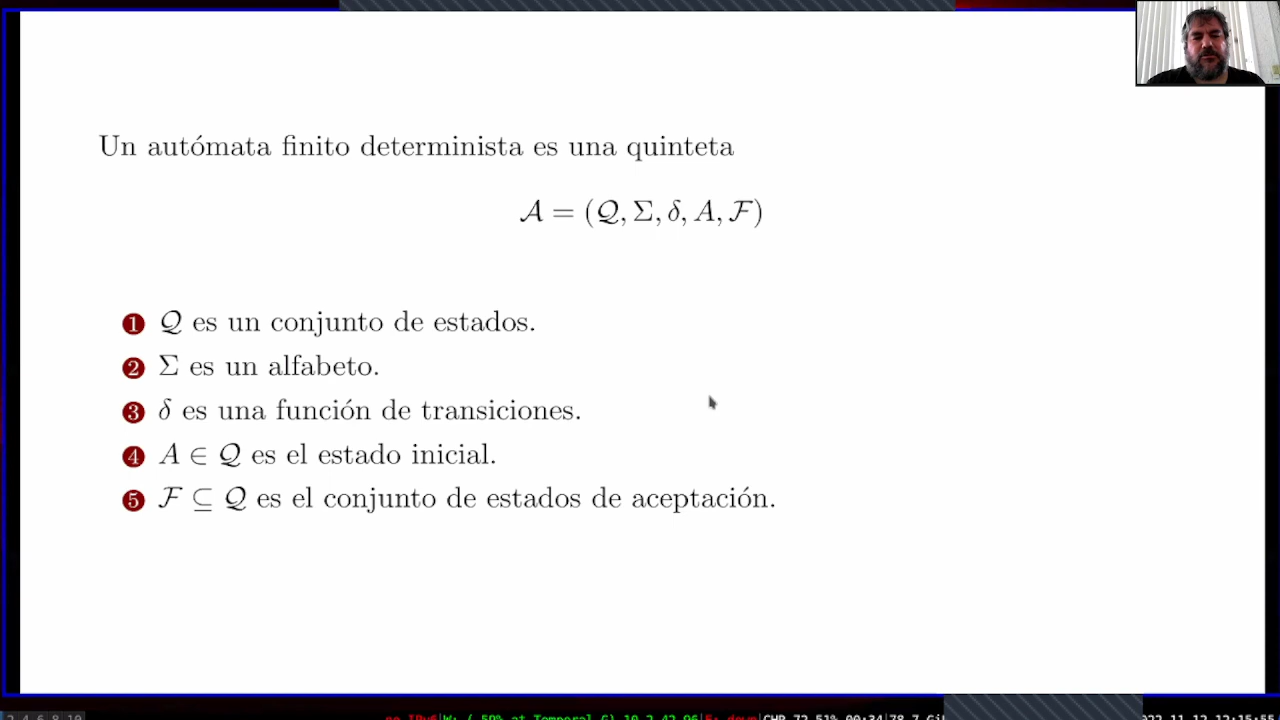 Un autómata finito determinista es una quinteta
𝒜 = (𝒬, Σ, δ, A, ℱ)
1 𝒬 es un conjunto de estados.
2 Σ es un alfabeto.
3 δ es una función de transiciones.
4 A ∈ 𝒬 es el estado inicial.
5 ℱ ⊆ 𝒬 es el conjunto de estados de aceptación.